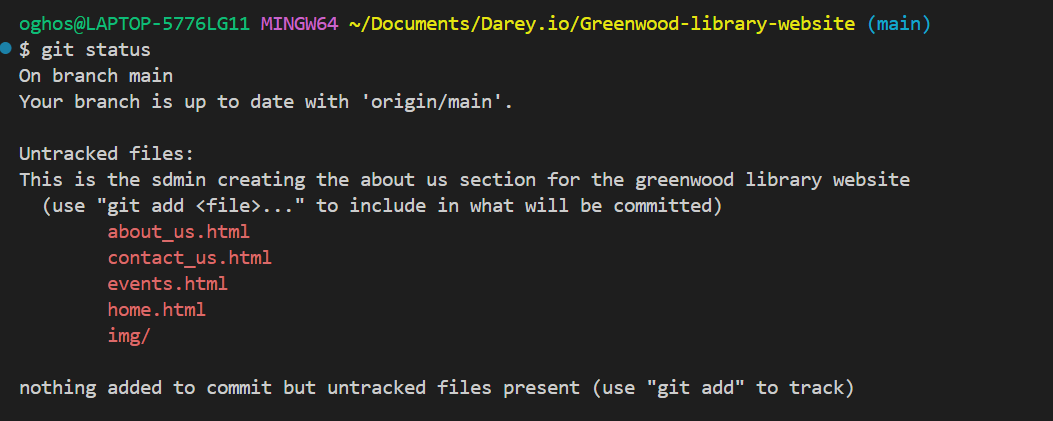 oghos@LAPTOP-5776LG11 MINGW64 ~/Documents/Darey.io/Greenwood-library-website (main)
$ git status
On branch main
Your branch is up to date with 'origin/main'.
Untracked files:
This is the sdmin creating the about us section for the greenwood library website
(use "git add <file>..." to include in what will be committed)
about_us.html
contact_us.html
events.html
home.html
img/
nothing added to commit but untracked files present (use "git add" to track)